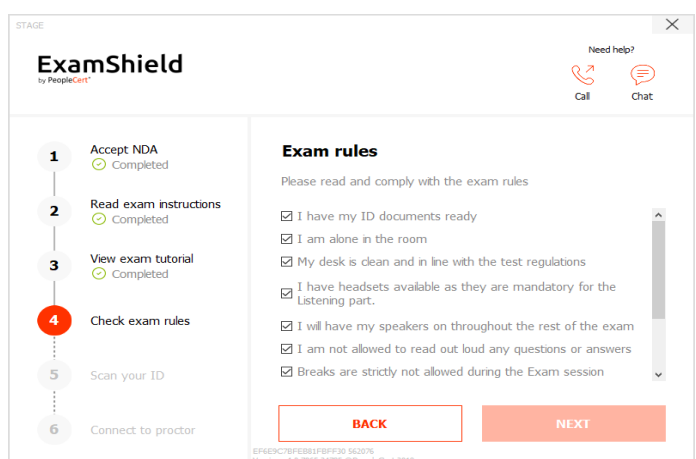 STAGE
ExamShield
by PeopleCert
Need help?
Call
Chat
1
Accept NDA
Completed
2
Read exam instructions
Completed
3
View exam tutorial
Completed
4
Check exam rules
5
Scan your ID
6
Connect to proctor
Exam rules
Please read and comply with the exam rules
I have my ID documents ready
I am alone in the room
My desk is clean and in line with the test regulations
I have headsets available as they are mandatory for the
Listening part.
I will have my speakers on throughout the rest of the exam
I am not allowed to read out loud any questions or answers
Breaks are strictly not allowed during the Exam session
BACK
NEXT
EF6E9C7BFEB81FBFF30 562076